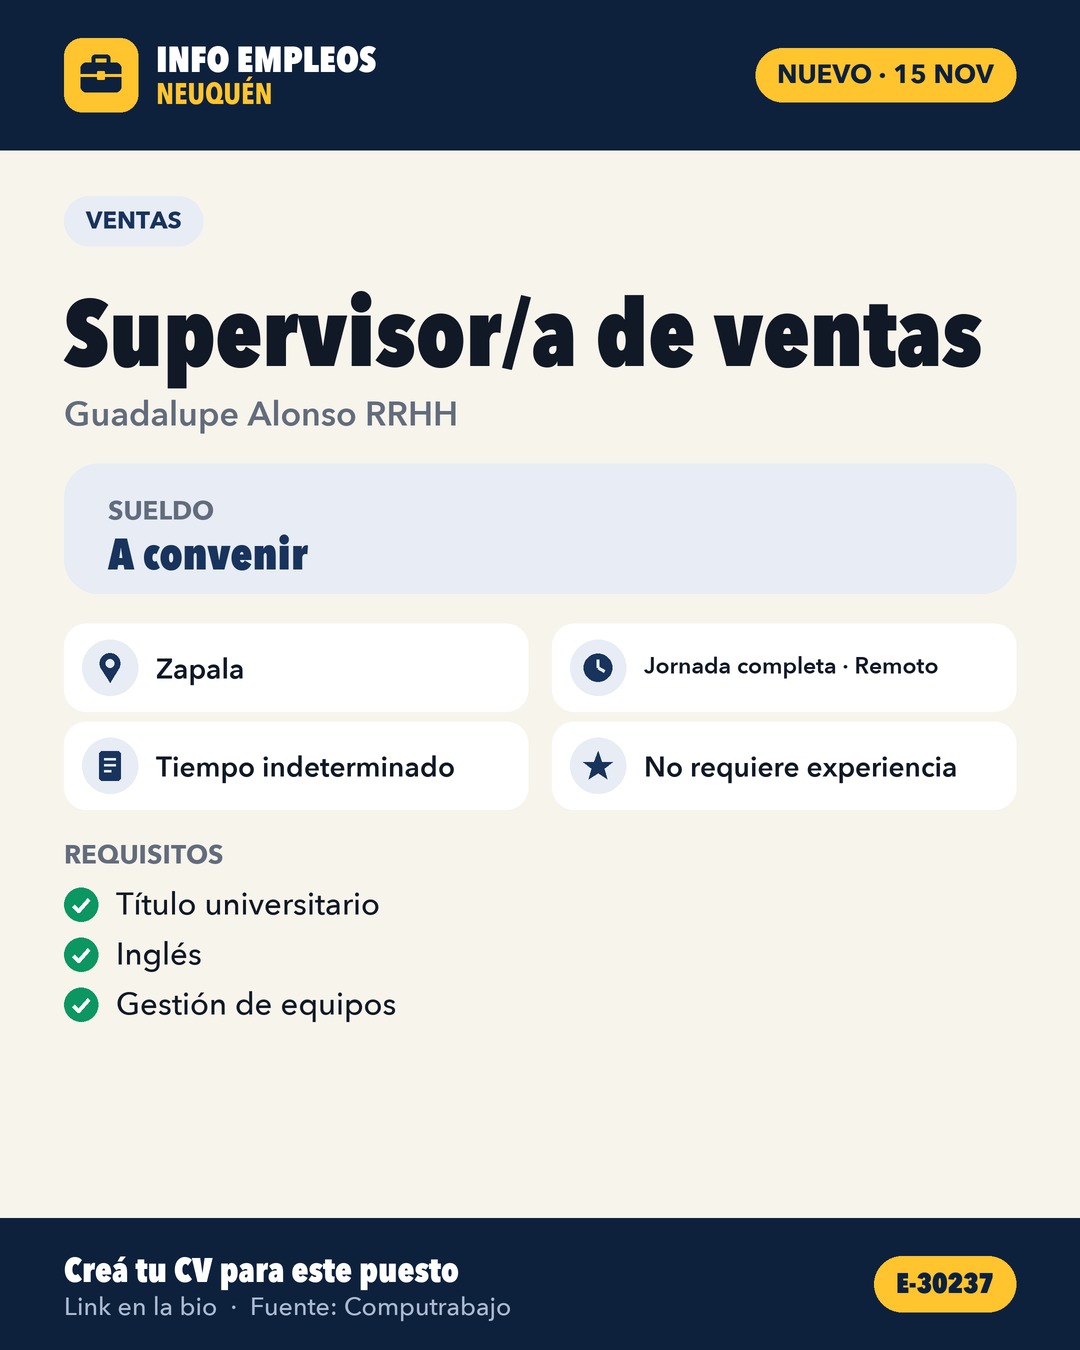 INFO EMPLEOS
NEUQUÉN
NUEVO · 15 NOV
VENTAS
Supervisor/a de ventas
Guadalupe Alonso RRHH
SUELDO
A convenir
Zapala
Jornada completa · Remoto
Tiempo indeterminado
No requiere experiencia
REQUISITOS
Título universitario
Inglés
Gestión de equipos
Creá tu CV para este puesto
Link en la bio · Fuente: Computrabajo
E-30237